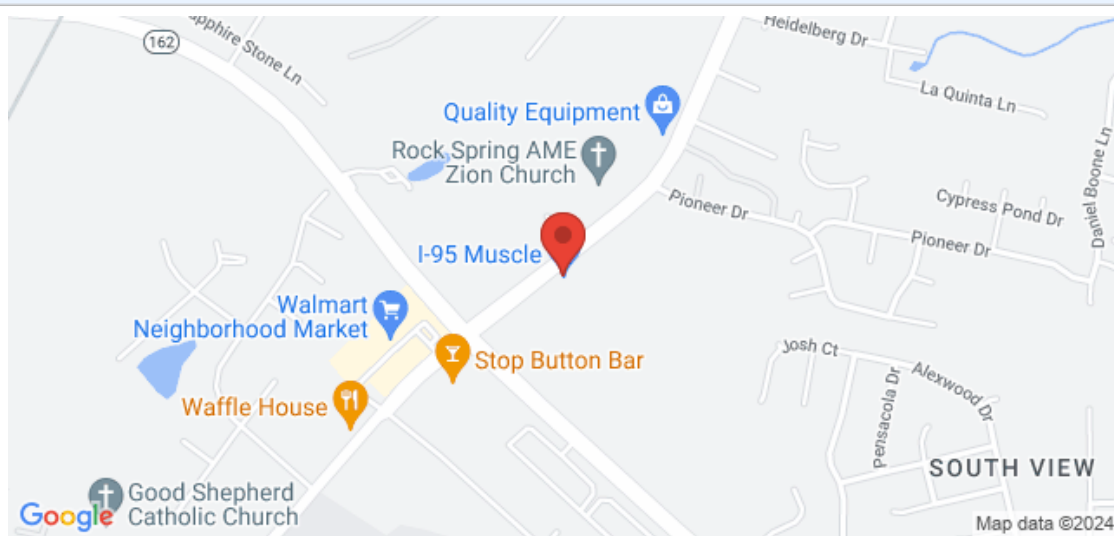 Heidelberg Dr
162
Sapphire Stone Ln
La Quinta Ln
Quality Equipment
Rock Spring AME
Zion Church
Daniel Boone Ln
Pioneer Dr
Cypress Pond Dr
Pioneer Dr
I-95 Muscle
Walmart
Neighborhood Market
Josh Ct
Stop Button Bar
Alexwood Dr
Pensacola Dr
Waffle House
SOUTH VIEW
Good Shepherd
Catholic Church
Google
Map data ©2024